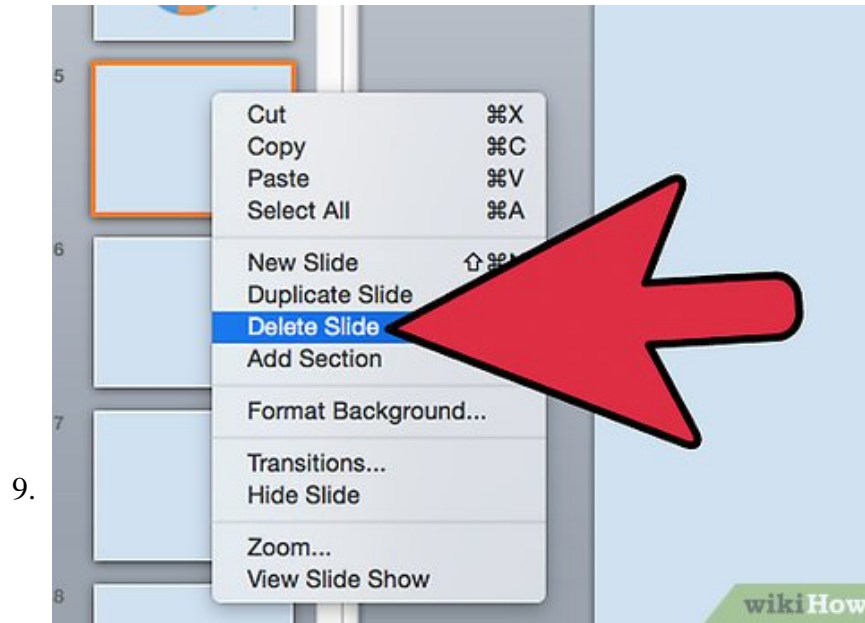 5
Cut ⌘X
Copy ⌘C
Paste ⌘V
Select All ⌘A
6
New Slide ⇧⌘
Duplicate Slide
Delete Slide
Add Section
7
Format Background...
Transitions...
9.
Hide Slide
Zoom...
8
View Slide Show
wikiHow